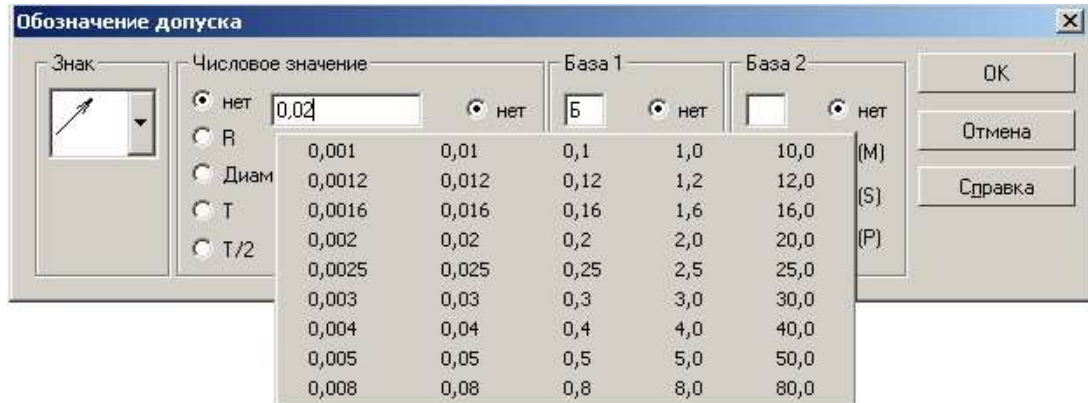 Обозначение допуска
Знак Числовое значение База 1 База 2 OK
нет 0,02 нет Б нет нет
R Отмена
0,001 0,01 0,1 1,0 10,0 (M)
Диам 0,0012 0,012 0,12 1,2 12,0 Справка
T 0,0016 0,016 0,16 1,6 16,0 (S)
T/2 0,002 0,02 0,2 2,0 20,0 (P)
0,0025 0,025 0,25 2,5 25,0
0,003 0,03 0,3 3,0 30,0
0,004 0,04 0,4 4,0 40,0
0,005 0,05 0,5 5,0 50,0
0,008 0,08 0,8 8,0 80,0